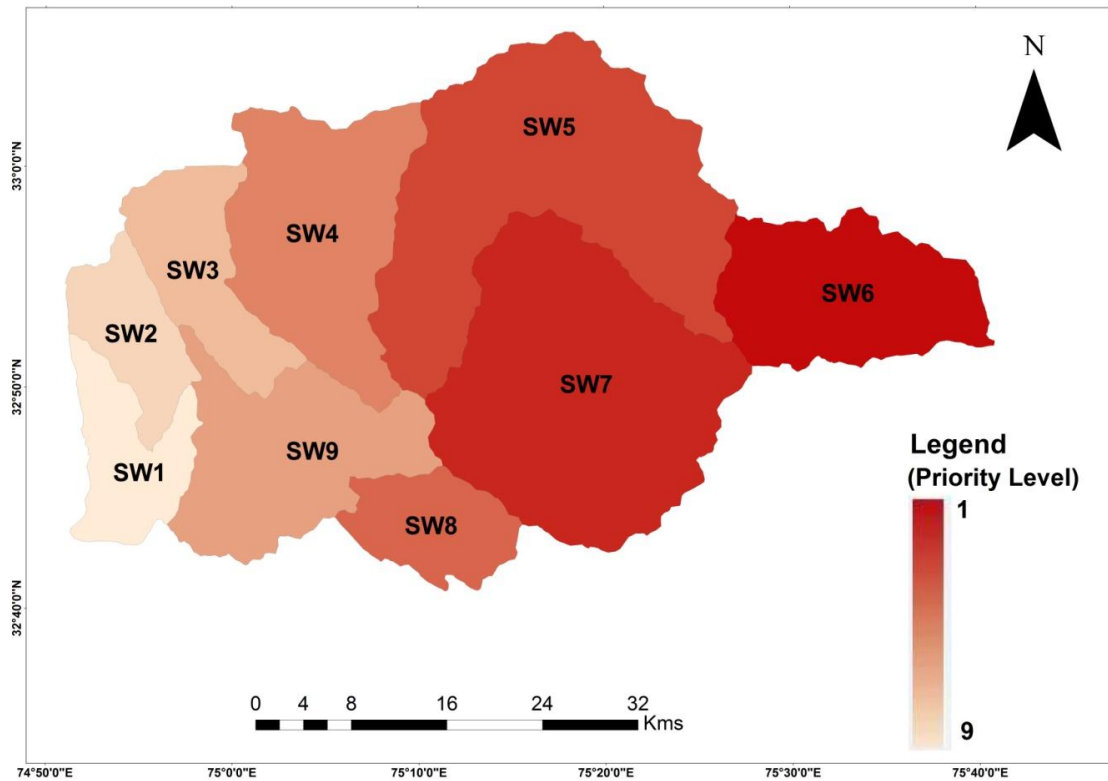 N
SW5
SW4
SW3
SW6
SW2
SW7
SW9
SW1
SW8
Legend
(Priority Level)
1
9
0 4 8 16 24 32
Kms
33°0'0"N
32°50'0"N
32°40'0"N
74°50'0"E 75°0'0"E 75°10'0"E 75°20'0"E 75°30'0"E 75°40'0"E